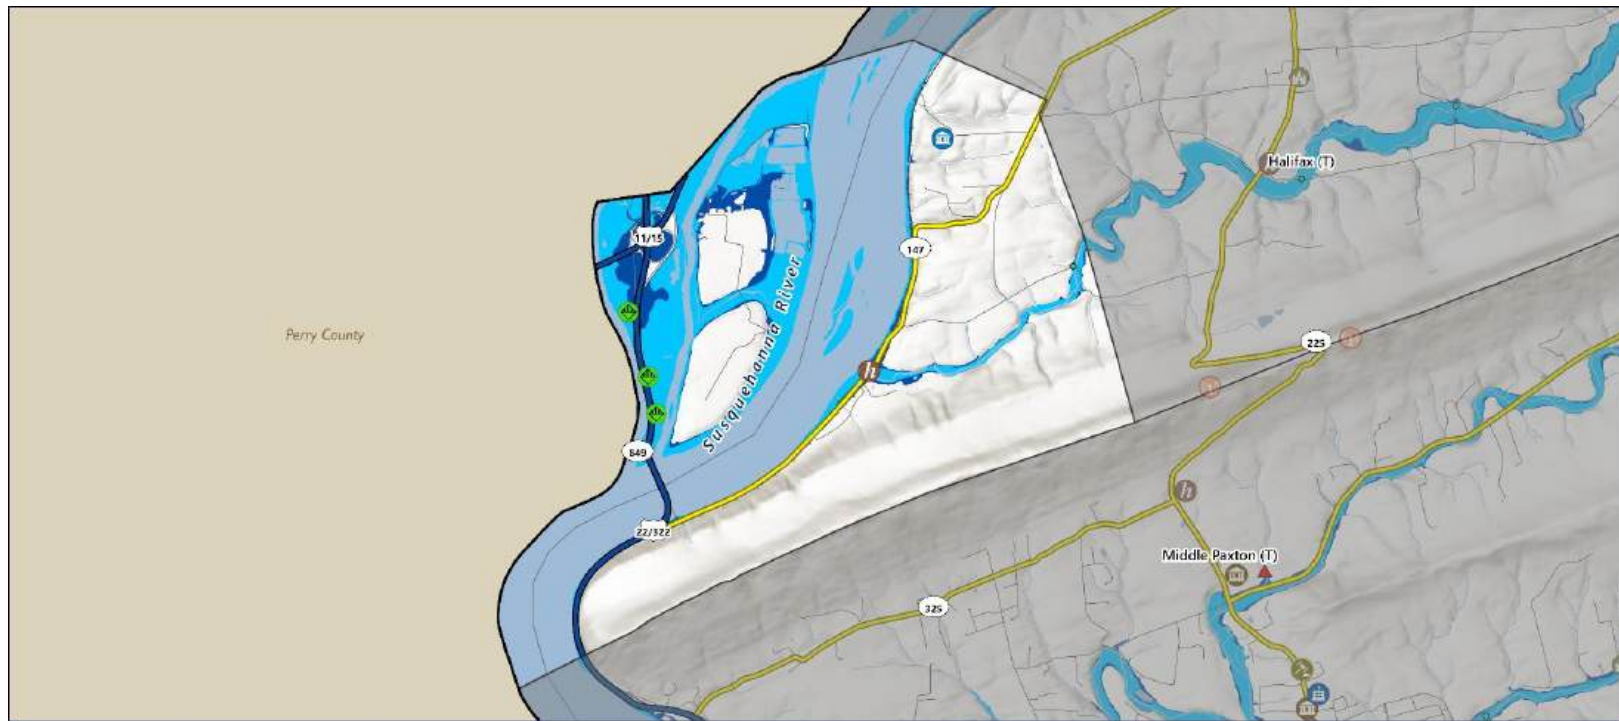 Halifax (T)
11/15
147
Susquehanna River
Perry County
225
h
849
h
22/322
Middle Paxton (T)
325